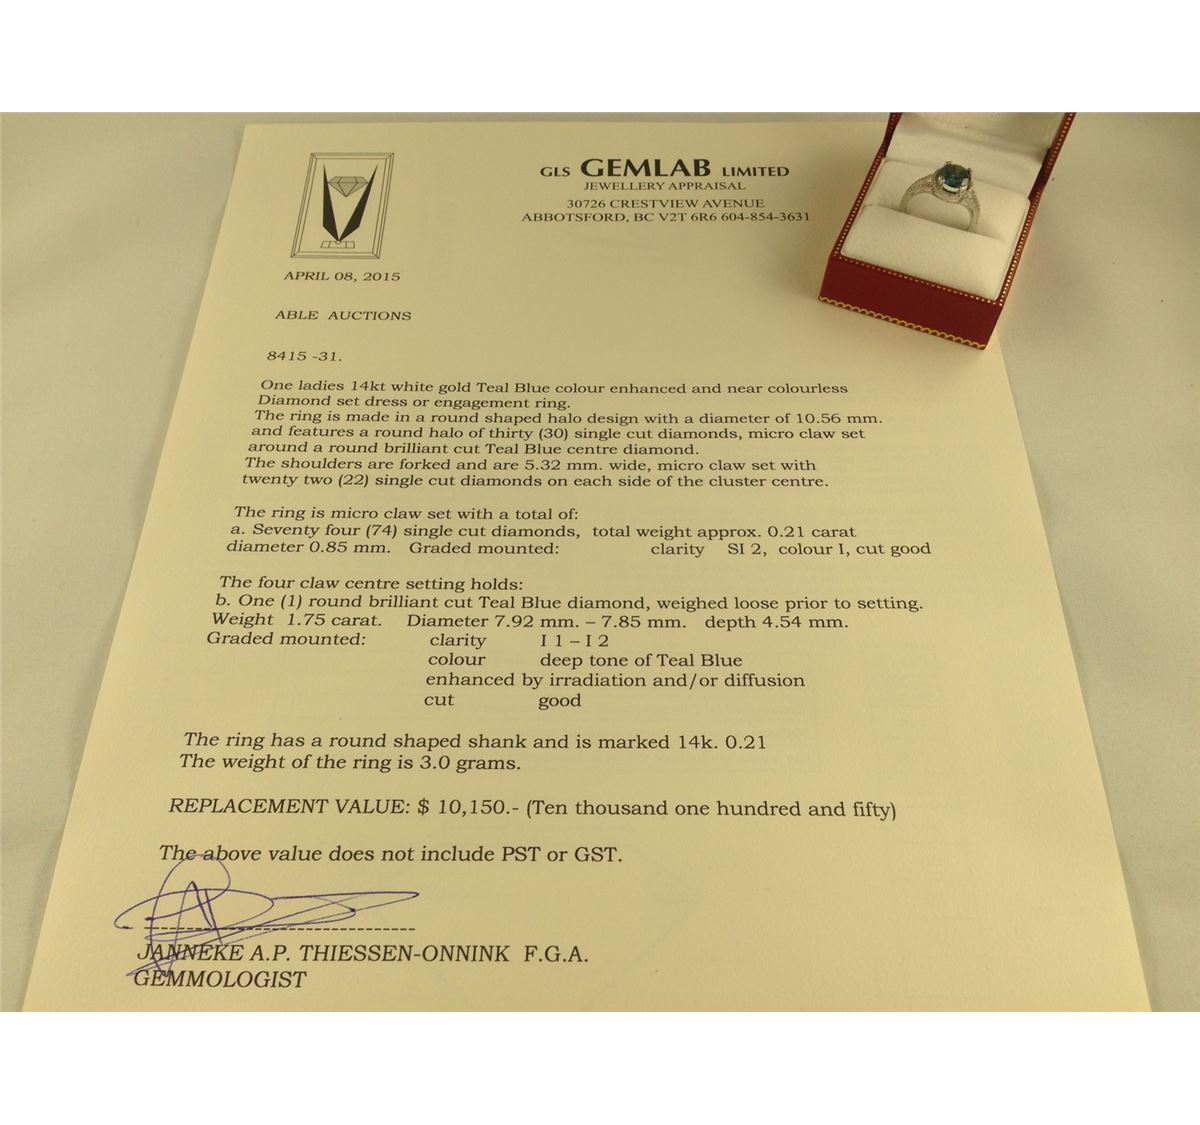 GLS GEMLAB LIMITED
JEWELLERY APPRAISAL
30726 CRESTVIEW AVENUE
ABBOTSFORD, BC V2T 6R6 604-854-3631
APRIL 08, 2015
ABLE AUCTIONS
8415 -31.
One ladies 14kt white gold Teal Blue colour enhanced and near colourless
Diamond set dress or engagement ring.
The ring is made in a round shaped halo design with a diameter of 10.56 mm.
and features a round halo of thirty (30) single cut diamonds, micro claw set
around a round brilliant cut Teal Blue centre diamond.
The shoulders are forked and are 5.32 mm. wide, micro claw set with
twenty two (22) single cut diamonds on each side of the cluster centre.
The ring is micro claw set with a total of:
a. Seventy four (74) single cut diamonds, total weight approx. 0.21 carat
diameter 0.85 mm. Graded mounted: clarity SI 2, colour I, cut good
The four claw centre setting holds:
b. One (1) round brilliant cut Teal Blue diamond, weighed loose prior to setting.
Weight 1.75 carat. Diameter 7.92 mm. – 7.85 mm. depth 4.54 mm.
Graded mounted: clarity I 1 – I 2
colour deep tone of Teal Blue
enhanced by irradiation and/or diffusion
cut good
The ring has a round shaped shank and is marked 14k. 0.21
The weight of the ring is 3.0 grams.
REPLACEMENT VALUE: $ 10,150.- (Ten thousand one hundred and fifty)
The above value does not include PST or GST.
JANNEKE A.P. THIESSEN-ONNINK F.G.A.
GEMMOLOGIST